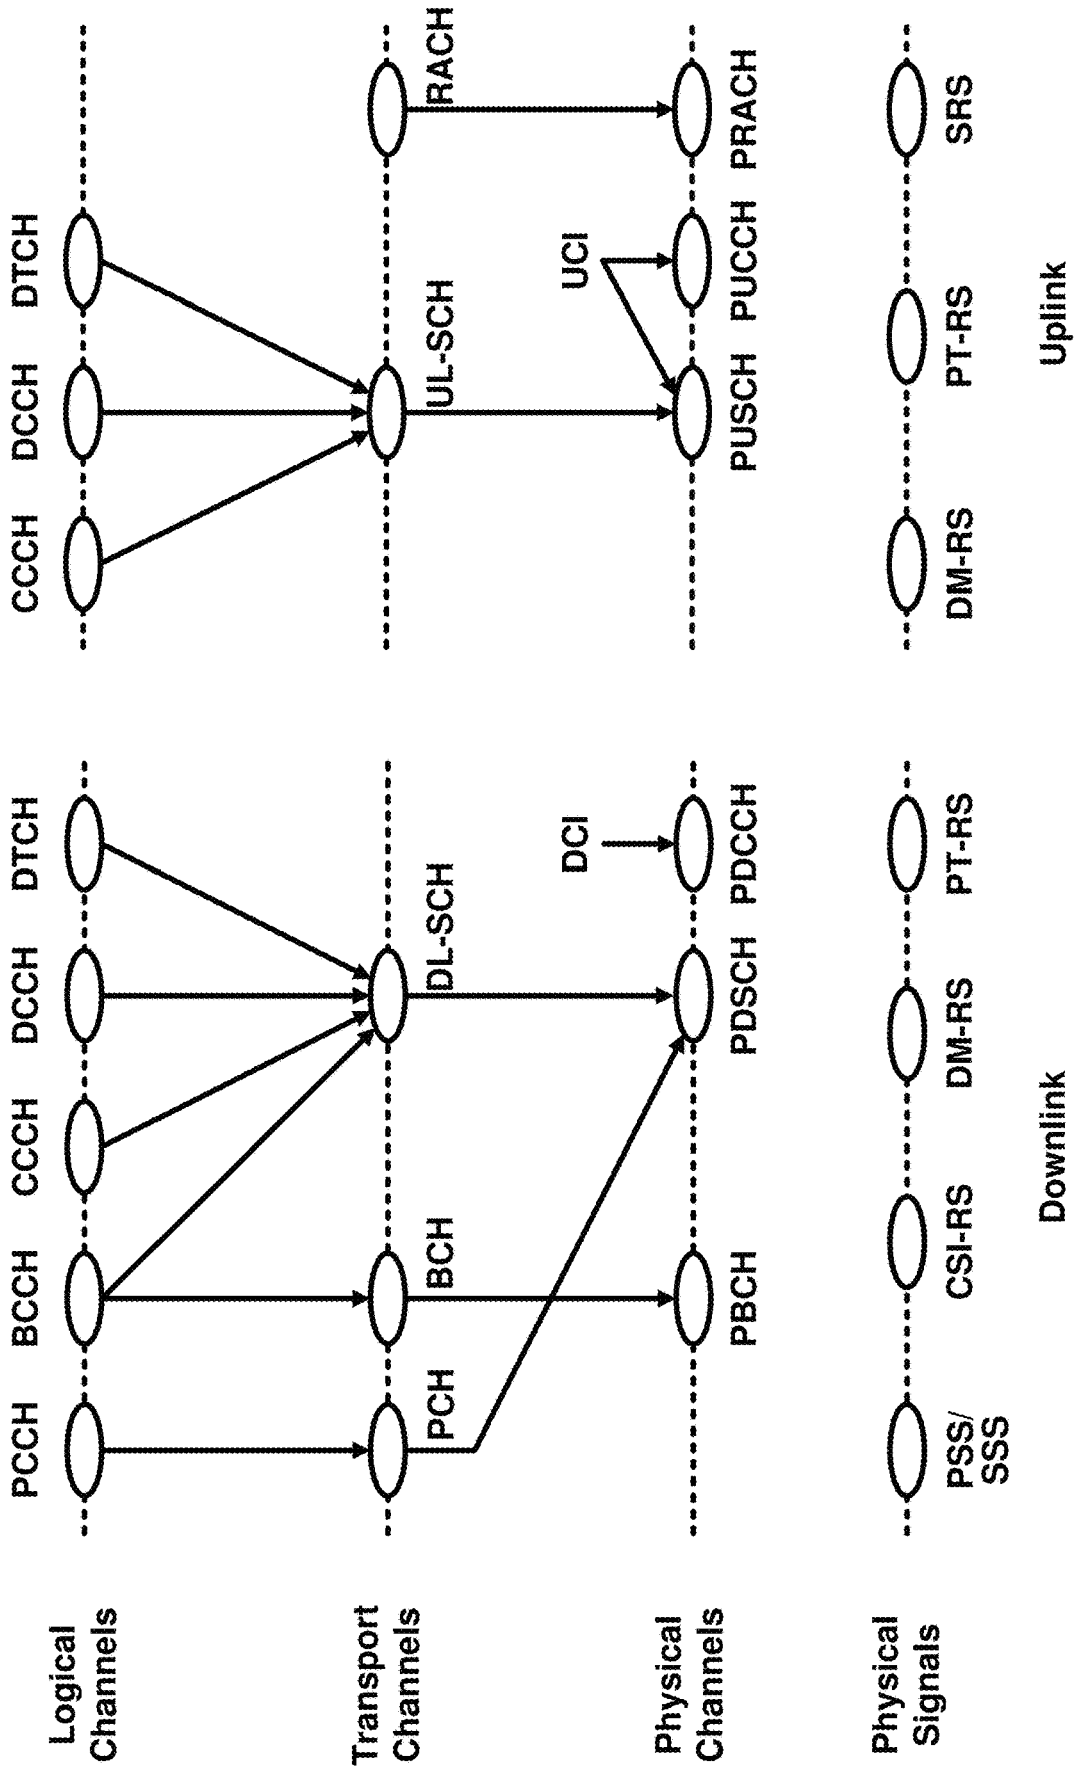 PCCH BCCH CCCH DCCH DTCH CCCH DCCH DTCH
Logical
Channels
Transport
Channels
PCH BCH DL-SCH UL-SCH RACH
DCI UCI
Physical
Channels
PBCH PDSCH PDCCH PUSCH PUCCH PRACH
Physical
Signals
PSS/
SSS
CSI-RS DM-RS PT-RS DM-RS PT-RS SRS
Downlink Uplink